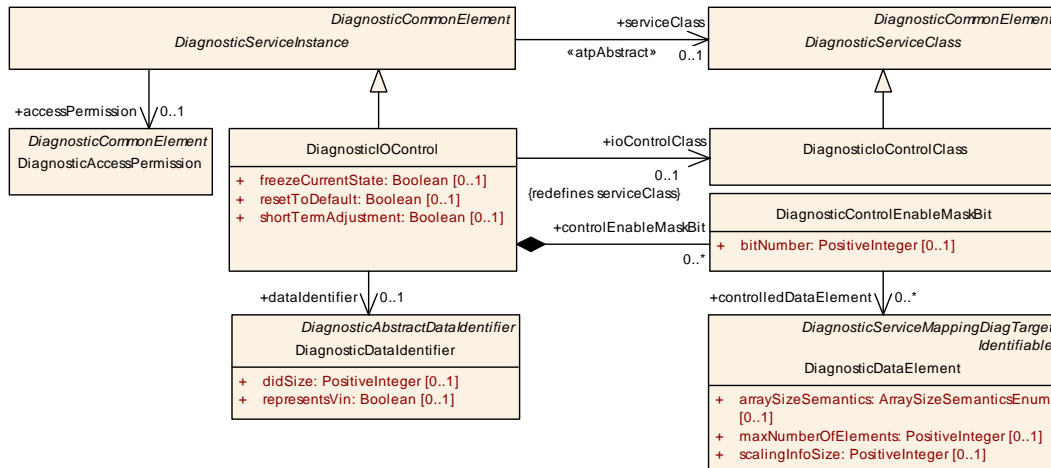 DiagnosticCommonElement
DiagnosticServiceInstance
+serviceClass
«atpAbstract»
0..1
DiagnosticCommonElement
DiagnosticServiceClass
+accessPermission
0..1
DiagnosticCommonElement
DiagnosticAccessPermission
DiagnosticIOControl
+ freezeCurrentState: Boolean [0..1]
+ resetToDefault: Boolean [0..1]
+ shortTermAdjustment: Boolean [0..1]
+ioControlClass
0..1
{redefines serviceClass}
DiagnosticIoControlClass
+controlEnableMaskBit
0..*
DiagnosticControlEnableMaskBit
+ bitNumber: PositiveInteger [0..1]
+dataIdentifier
0..1
+controlledDataElement
0..*
DiagnosticAbstractDataIdentifier
DiagnosticDataIdentifier
+ didSize: PositiveInteger [0..1]
+ representsVin: Boolean [0..1]
DiagnosticServiceMappingDiagTarget
Identifiable
DiagnosticDataElement
+ arraySizeSemantics: ArraySizeSemanticsEnum
[0..1]
+ maxNumberOfElements: PositiveInteger [0..1]
+ scalingInfoSize: PositiveInteger [0..1]